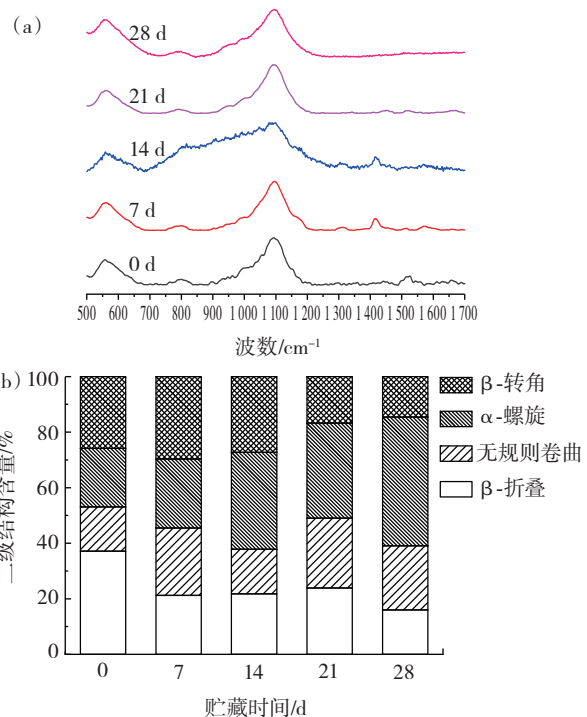 (a)
28 d
21 d
14 d
7 d
0 d
500 600 700 800 900 1 000 1 100 1 200 1 300 1 400 1 500 1 600 1 700
波数/cm⁻¹
b)
100
80
60
40
20
0
级结构含量/%
β-转角
α-螺旋
无规则卷曲
β-折叠
0 7 14 21 28
贮藏时间/d